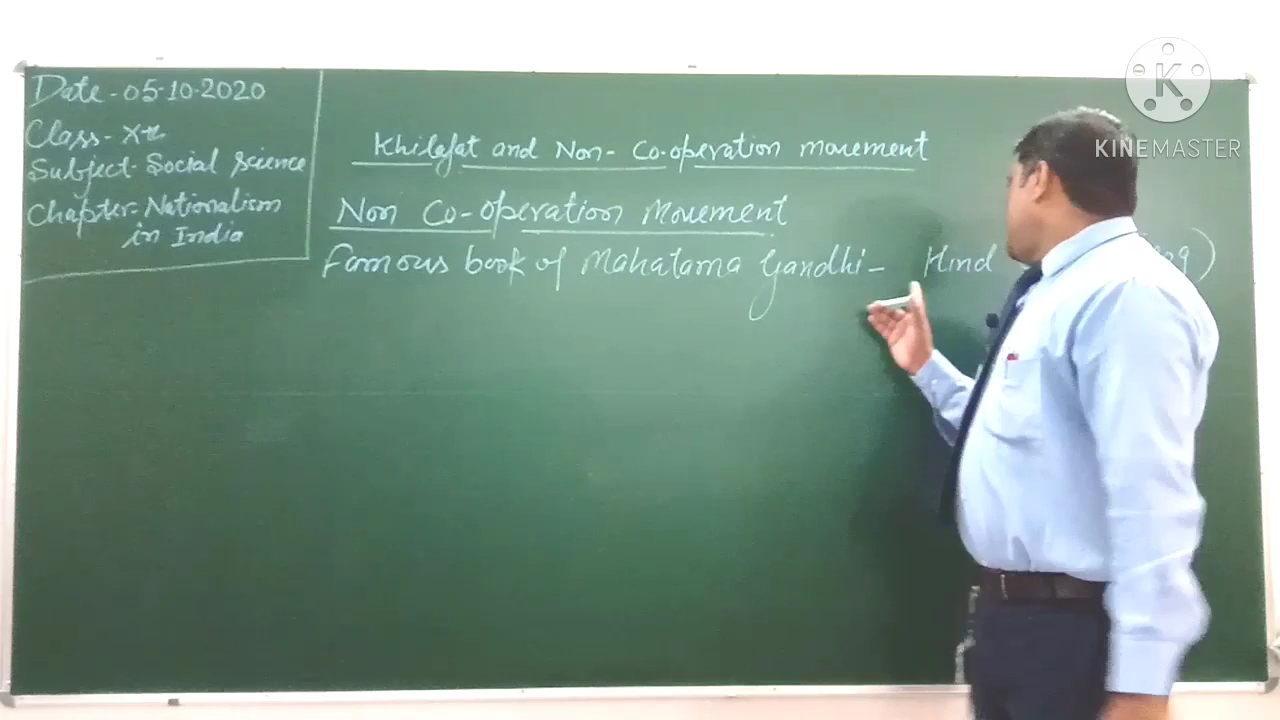 Date - 05-10-2020
Class - Xth
Subject - Social science
Chapter - Nationalism
in India
Khilafat and Non - Co-operation movement
Non Co-operation Movement
Famous book of Mahatama Gandhi - Hind
K
KINEMASTER